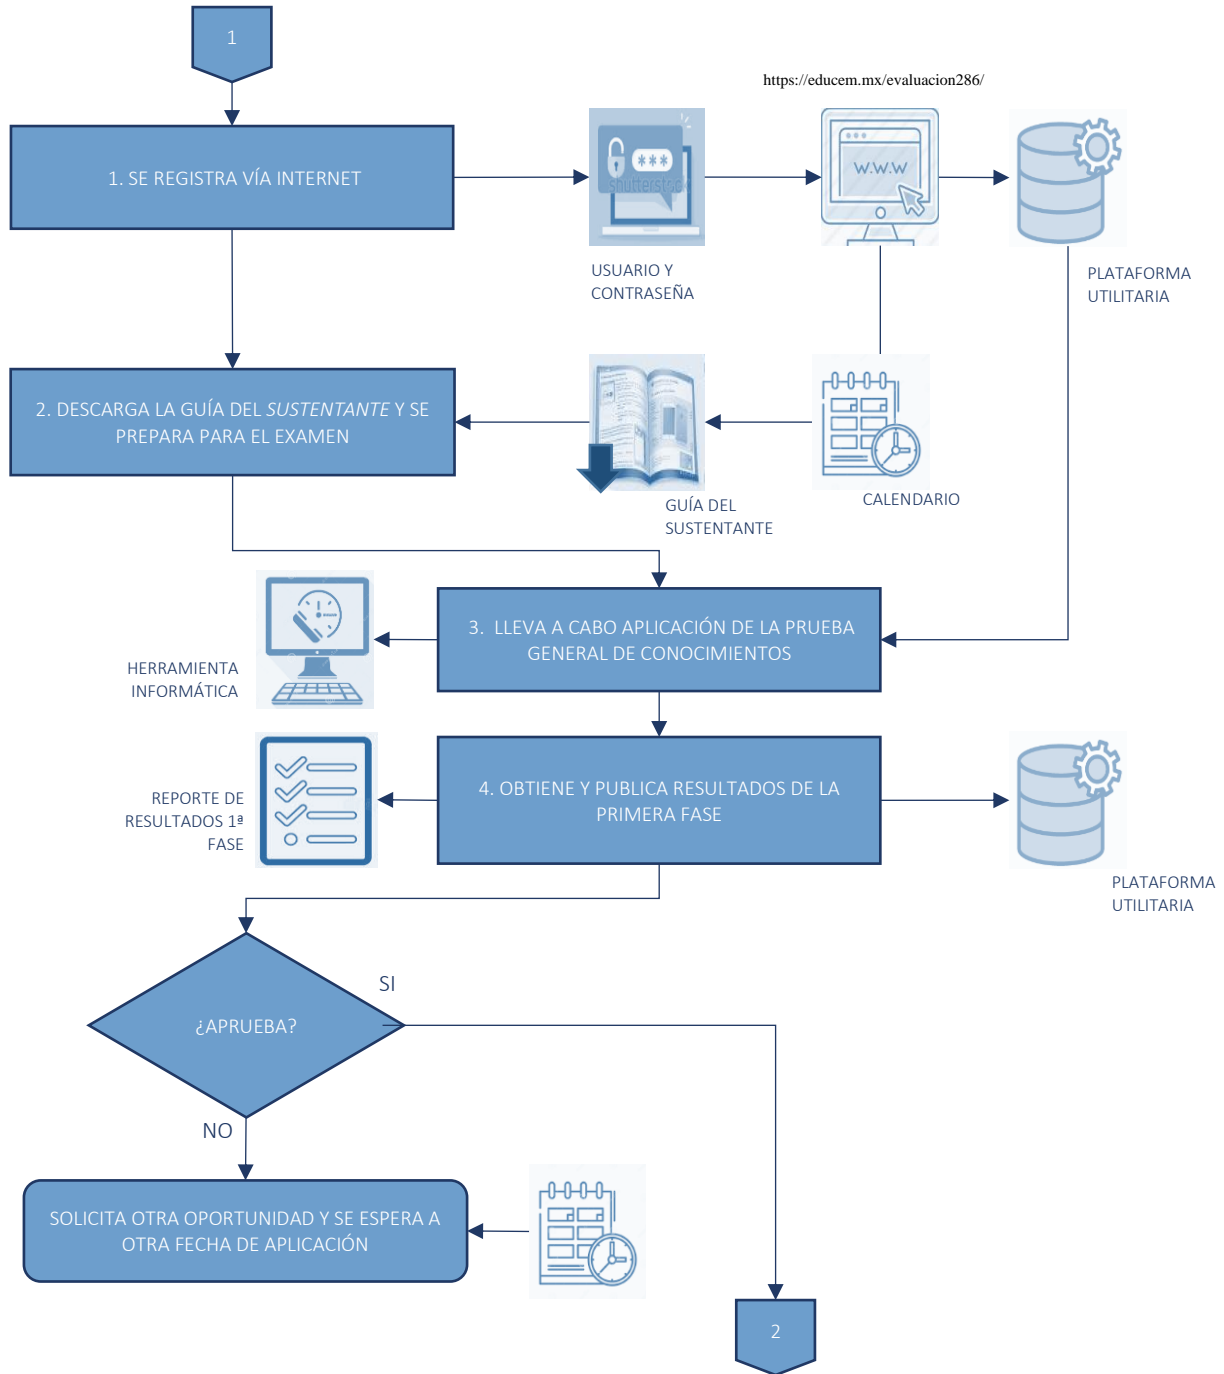 1
https://educem.mx/evaluacion286/
1. SE REGISTRA VÍA INTERNET
***
shutterstock
W.W.W
USUARIO Y
CONTRASEÑA
PLATAFORMA
UTILITARIA
2. DESCARGA LA GUÍA DEL SUSTENTANTE Y SE
PREPARA PARA EL EXAMEN
GUÍA DEL
SUSTENTANTE
CALENDARIO
3. LLEVA A CABO APLICACIÓN DE LA PRUEBA
GENERAL DE CONOCIMIENTOS
HERRAMIENTA
INFORMÁTICA
4. OBTIENE Y PUBLICA RESULTADOS DE LA
PRIMERA FASE
REPORTE DE
RESULTADOS 1ª
FASE
PLATAFORMA
UTILITARIA
SI
¿APRUEBA?
NO
SOLICITA OTRA OPORTUNIDAD Y SE ESPERA A
OTRA FECHA DE APLICACIÓN
2